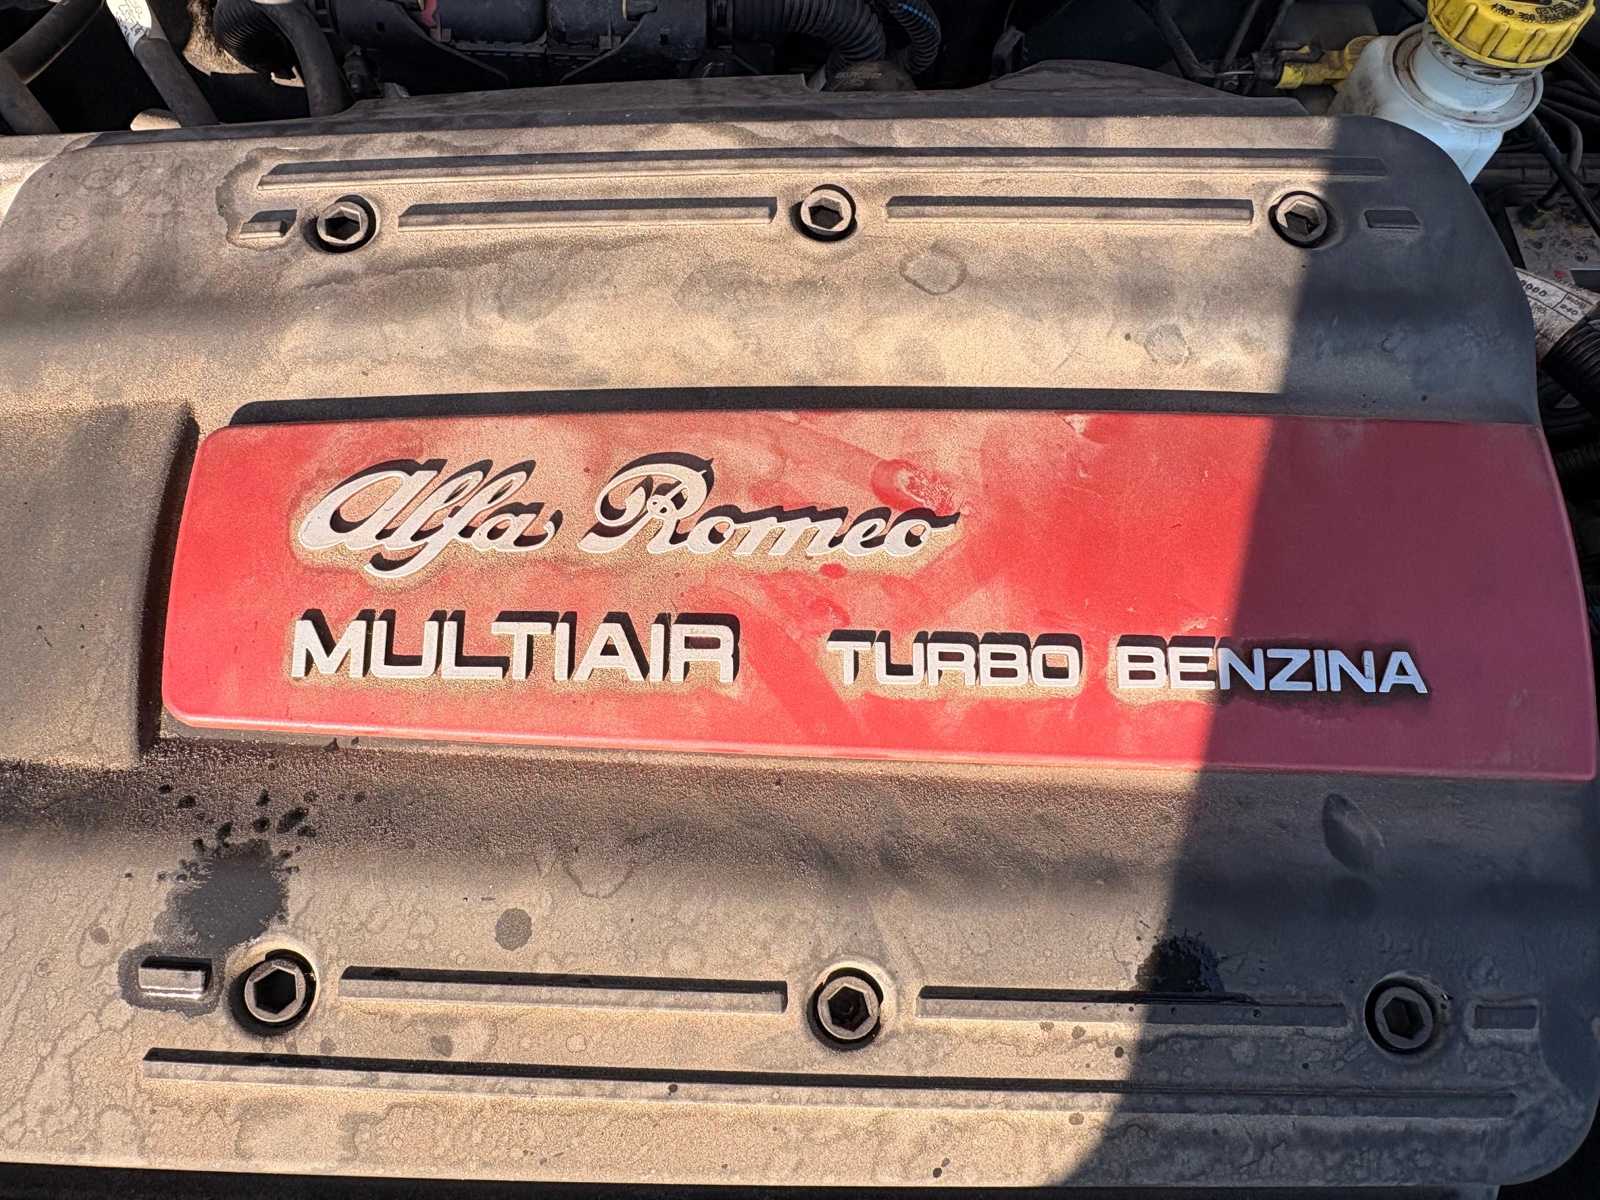 Alfa Romeo
MULTIAIR TURBO BENZINA